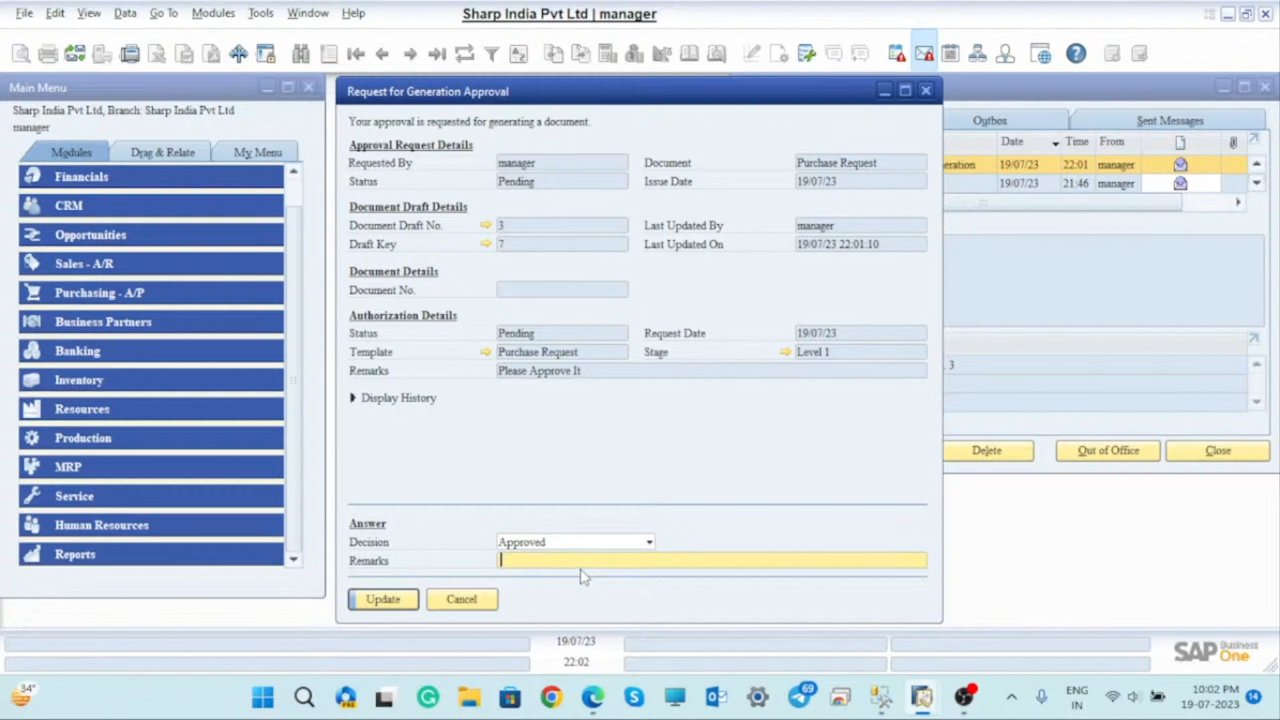 File Edit View Data Go To Modules Tools Window Help Sharp India Pvt Ltd | manager
Main Menu
Sharp India Pvt Ltd, Branch: Sharp India Pvt Ltd
manager
Modules Drag & Relate My Menu
Financials
CRM
Opportunities
Sales - A/R
Purchasing - A/P
Business Partners
Banking
Inventory
Resources
Production
MRP
Service
Human Resources
Reports
Request for Generation Approval
Your approval is requested for generating a document.
Approval Request Details
Requested By manager Document Purchase Request
Status Pending Issue Date 19/07/23
Document Draft Details
Document Draft No. 3 Last Updated By manager
Draft Key 7 Last Updated On 19/07/23 22:01:10
Document Details
Document No.
Authorization Details
Status Pending Request Date 19/07/23
Template Purchase Request Stage Level 1
Remarks Please Approve It
Display History
Answer
Decision Approved
Remarks
Update Cancel
Outbox Sent Messages
Date Time From
eration 19/07/23 22:01 manager
19/07/23 21:46 manager
3
Delete Out of Office Close
19/07/23
22:02
SAP Business One
34°
69
ENG
IN
10:02 PM
19-07-2023
14